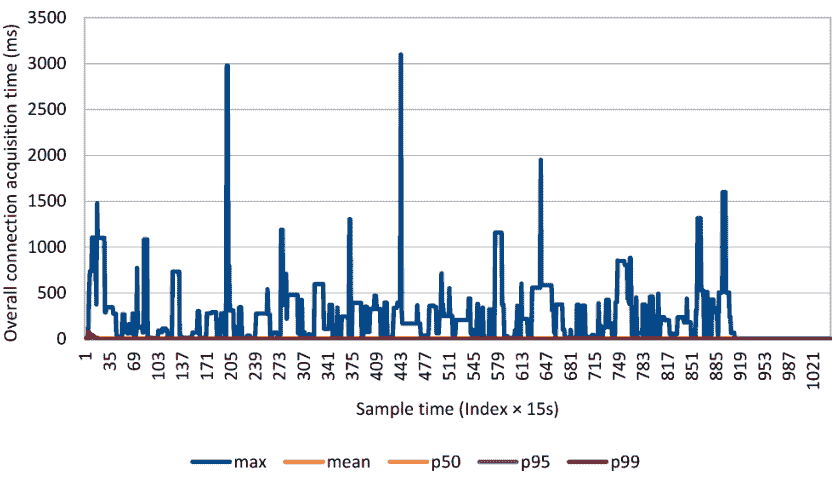 Overall connection acquisition time (ms)
3500
3000
2500
2000
1500
1000
500
0
1 35 69 103 137 171 205 239 273 307 341 375 409 443 477 511 545 579 613 647 681 715 749 783 817 851 885 919 953 987 1021
Sample time (Index × 15s)
max mean p50 p95 p99